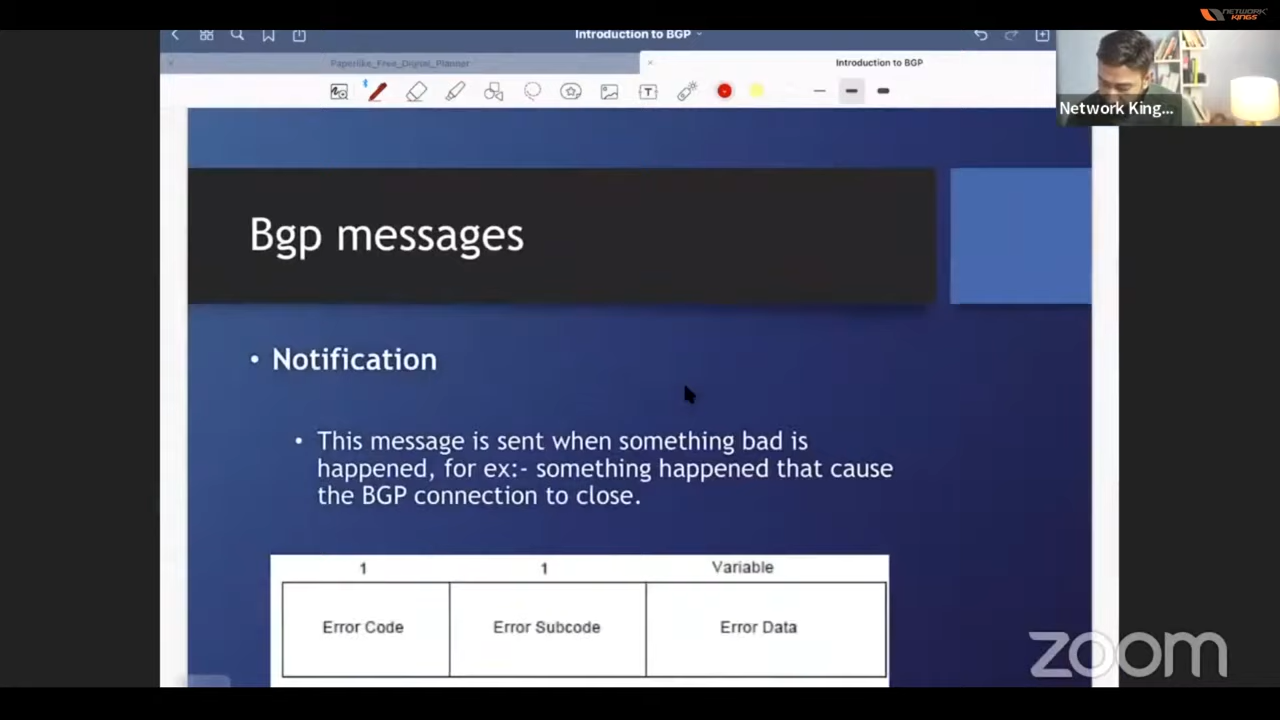 NETWORK
KINGS
Introduction to BGP
Paperlike_Free_Digital_Planner
Introduction to BGP
Network King...
Bgp messages
• Notification
• This message is sent when something bad is
happened, for ex:- something happened that cause
the BGP connection to close.
1 1 Variable
Error Code Error Subcode Error Data
zoom